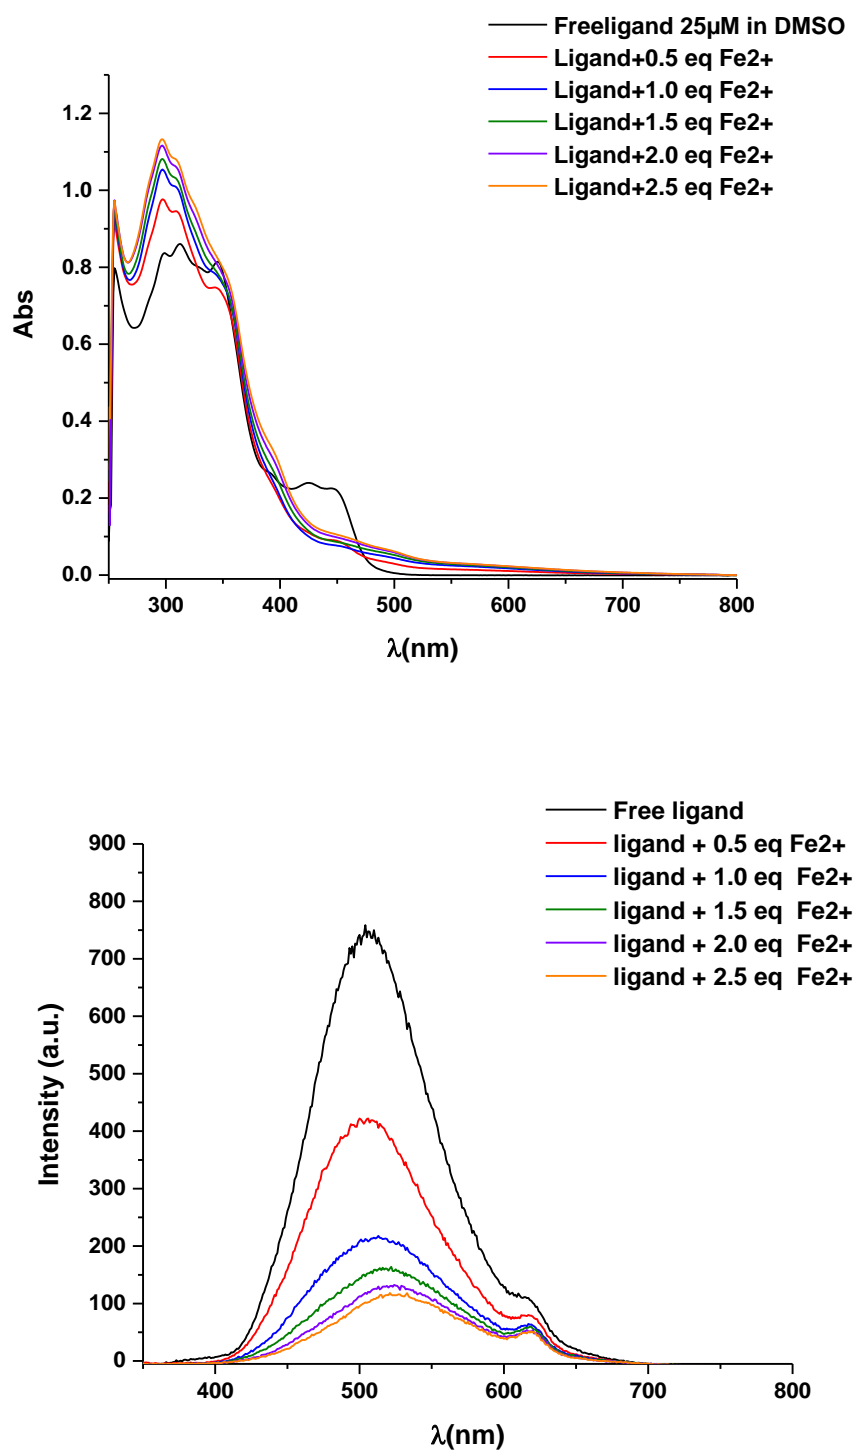 Freeligand 25µM in DMSO
Ligand+0.5 eq Fe2+
Ligand+1.0 eq Fe2+
Ligand+1.5 eq Fe2+
Ligand+2.0 eq Fe2+
Ligand+2.5 eq Fe2+
1.2
1.0
0.8
0.6
0.4
0.2
0.0
Abs
300 400 500 600 700 800
λ(nm)
Free ligand
ligand + 0.5 eq Fe2+
ligand + 1.0 eq  Fe2+
ligand + 1.5 eq  Fe2+
ligand + 2.0 eq  Fe2+
ligand + 2.5 eq  Fe2+
900
800
700
600
500
400
300
200
100
0
Intensity (a.u.)
400 500 600 700 800
λ(nm)